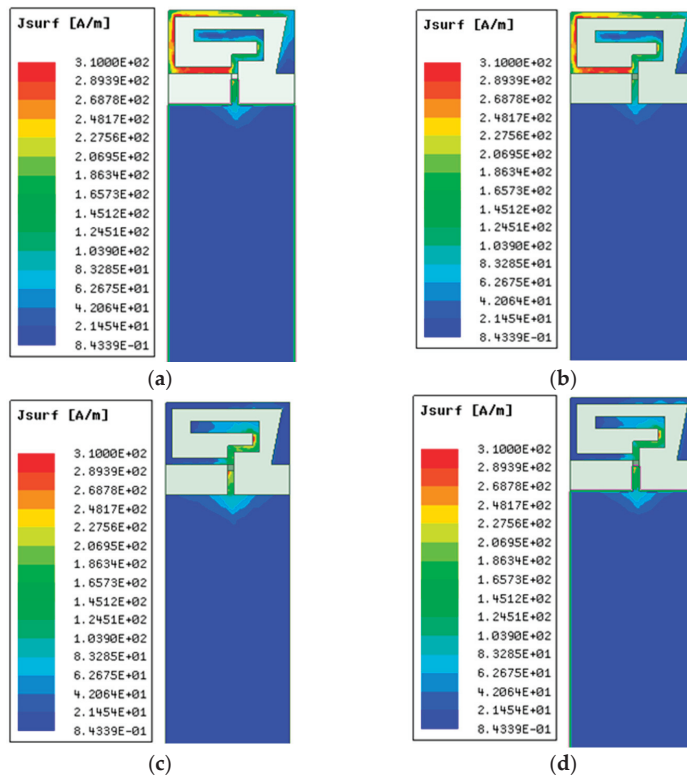 Jsurf [A/m]
3.1000E+02
2.8939E+02
2.6878E+02
2.4817E+02
2.2756E+02
2.0695E+02
1.8634E+02
1.6573E+02
1.4512E+02
1.2451E+02
1.0390E+02
8.3285E+01
6.2675E+01
4.2064E+01
2.1454E+01
8.4339E-01
(a)
Jsurf [A/m]
3.1000E+02
2.8939E+02
2.6878E+02
2.4817E+02
2.2756E+02
2.0695E+02
1.8634E+02
1.6573E+02
1.4512E+02
1.2451E+02
1.0390E+02
8.3285E+01
6.2675E+01
4.2064E+01
2.1454E+01
8.4339E-01
(b)
Jsurf [A/m]
3.1000E+02
2.8939E+02
2.6878E+02
2.4817E+02
2.2756E+02
2.0695E+02
1.8634E+02
1.6573E+02
1.4512E+02
1.2451E+02
1.0390E+02
8.3285E+01
6.2675E+01
4.2064E+01
2.1454E+01
8.4339E-01
(c)
Jsurf [A/m]
3.1000E+02
2.8939E+02
2.6878E+02
2.4817E+02
2.2756E+02
2.0695E+02
1.8634E+02
1.6573E+02
1.4512E+02
1.2451E+02
1.0390E+02
8.3285E+01
6.2675E+01
4.2064E+01
2.1454E+01
8.4339E-01
(d)